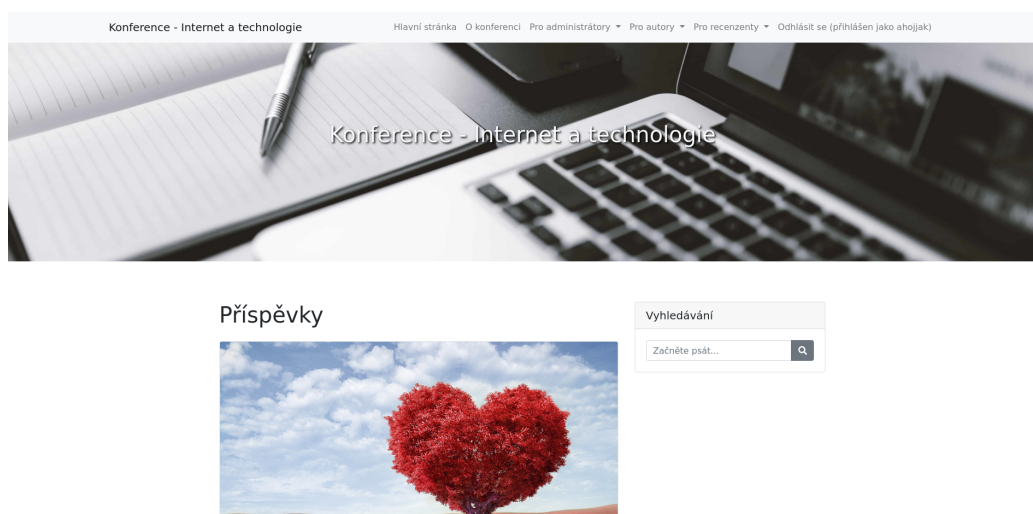 Konference - Internet a technologie
Hlavní stránka O konferenci Pro administrátory Pro autory Pro recenzenty Odhlásit se (přihlášen jako ahojjak)
Konference - Internet a technologie
Příspěvky
Vyhledávání
Začněte psát...